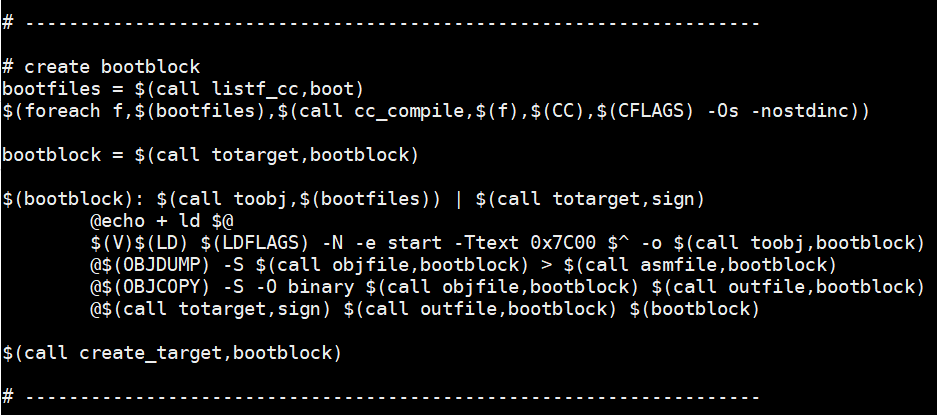 # -------------------------------------------------------------------
# create bootblock
bootfiles = $(call listf_cc,boot)
$(foreach f,$(bootfiles),$(call cc_compile,$(f),$(CC),$(CFLAGS) -Os -nostdinc))
bootblock = $(call totarget,bootblock)
$(bootblock): $(call toobj,$(bootfiles)) | $(call totarget,sign)
        @echo + ld $@
        $(V)$(LD) $(LDFLAGS) -N -e start -Ttext 0x7C00 $^ -o $(call toobj,bootblock)
        @$(OBJDUMP) -S $(call objfile,bootblock) > $(call asmfile,bootblock)
        @$(OBJCOPY) -S -O binary $(call objfile,bootblock) $(call outfile,bootblock)
        @$(call totarget,sign) $(call outfile,bootblock) $(bootblock)
$(call create_target,bootblock)
# -------------------------------------------------------------------